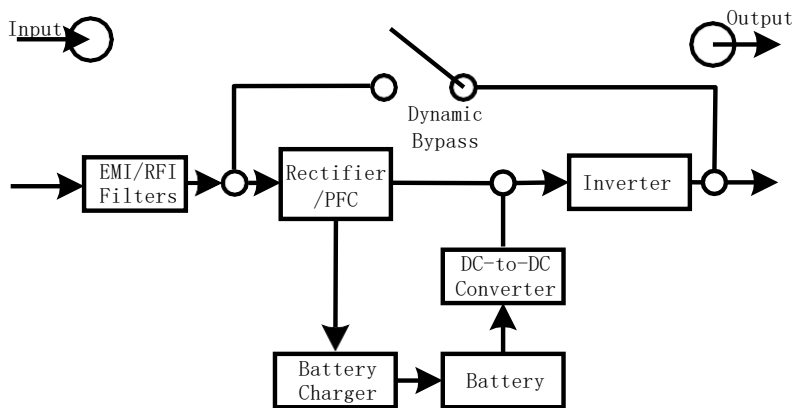 Input
Output
Dynamic
Bypass
EMI/RFI
Filters
Rectifier
/PFC
Inverter
DC-to-DC
Converter
Battery
Charger
Battery